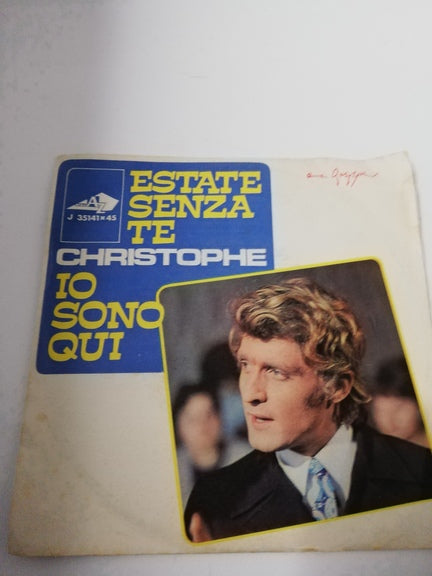 AZ
J 35141 X 45
ESTATE
SENZA
TE
CHRISTOPHE
IO
SONO
QUI